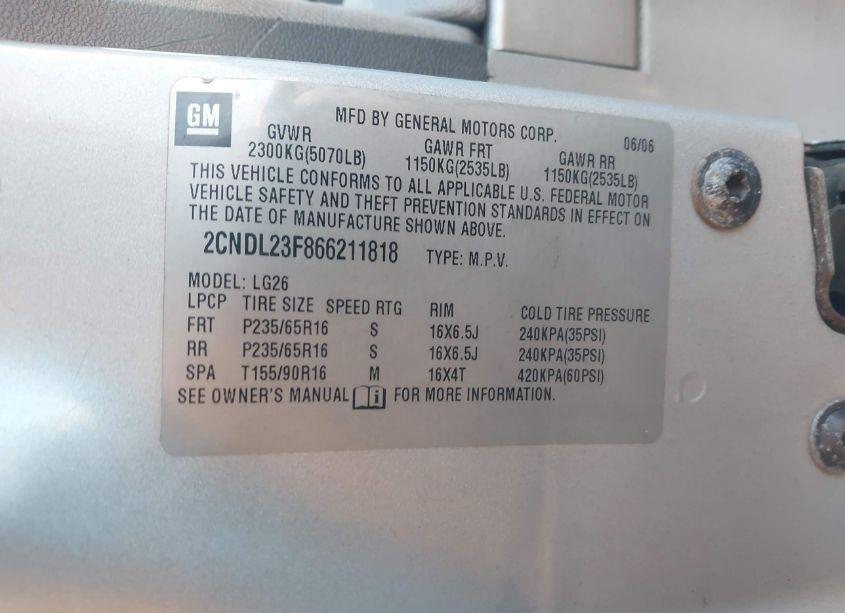 GM
MFD BY GENERAL MOTORS CORP. 06/06
GVWR GAWR FRT GAWR RR
2300KG(5070LB) 1150KG(2535LB) 1150KG(2535LB)
THIS VEHICLE CONFORMS TO ALL APPLICABLE U.S. FEDERAL MOTOR
VEHICLE SAFETY AND THEFT PREVENTION STANDARDS IN EFFECT ON
THE DATE OF MANUFACTURE SHOWN ABOVE.
2CNDL23F866211818 TYPE: M.P.V.
MODEL: LG26
LPCP TIRE SIZE SPEED RTG RIM COLD TIRE PRESSURE
FRT P235/65R16 S 16X6.5J 240KPA(35PSI)
RR P235/65R16 S 16X6.5J 240KPA(35PSI)
SPA T155/90R16 M 16X4T 420KPA(60PSI)
SEE OWNER'S MANUAL i FOR MORE INFORMATION.